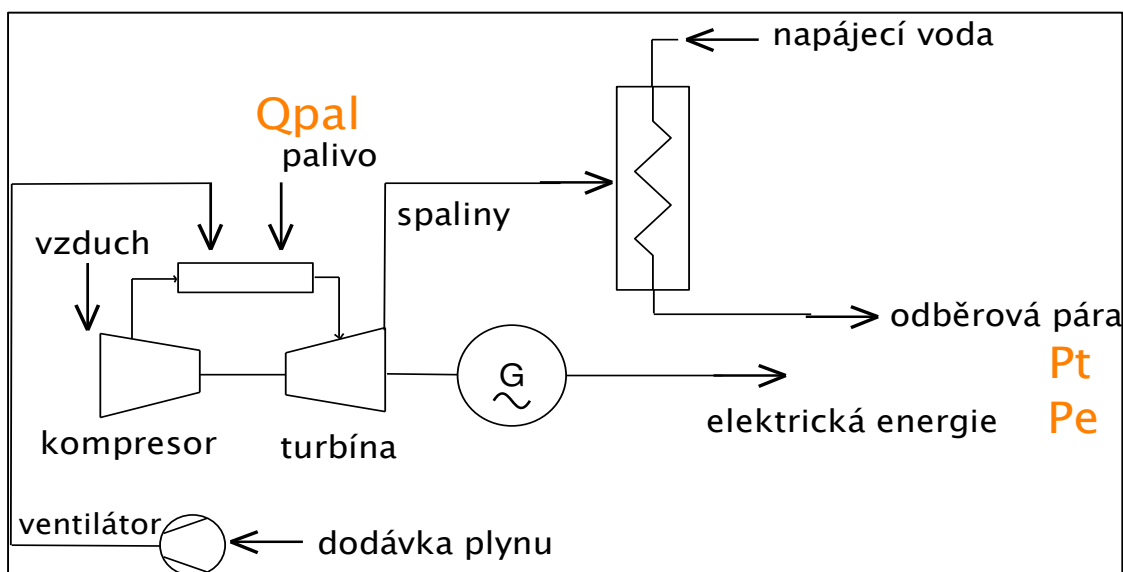 napájecí voda
Qpal
palivo
spaliny
vzduch
odběrová pára
Pt
G
elektrická energie
Pe
kompresor
turbína
ventilátor
dodávka plynu